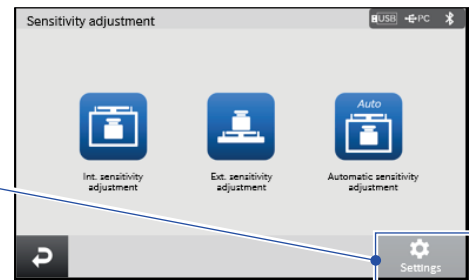 Sensitivity adjustment
USB PC
Auto
Int. sensitivity
adjustment
Ext. sensitivity
adjustment
Automatic sensitivity
adjustment
Settings